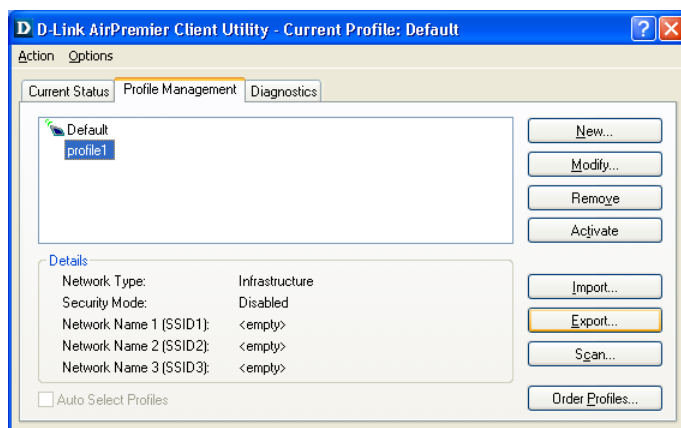 D D-Link AirPremier Client Utility - Current Profile: Default ? X
Action Options
Current Status Profile Management Diagnostics
Default
profile1
New...
Modify...
Remove
Activate
Details
Network Type: Infrastructure
Security Mode: Disabled
Network Name 1 (SSID1): <empty>
Network Name 2 (SSID2): <empty>
Network Name 3 (SSID3): <empty>
Import...
Export...
Scan...
Auto Select Profiles
Order Profiles...